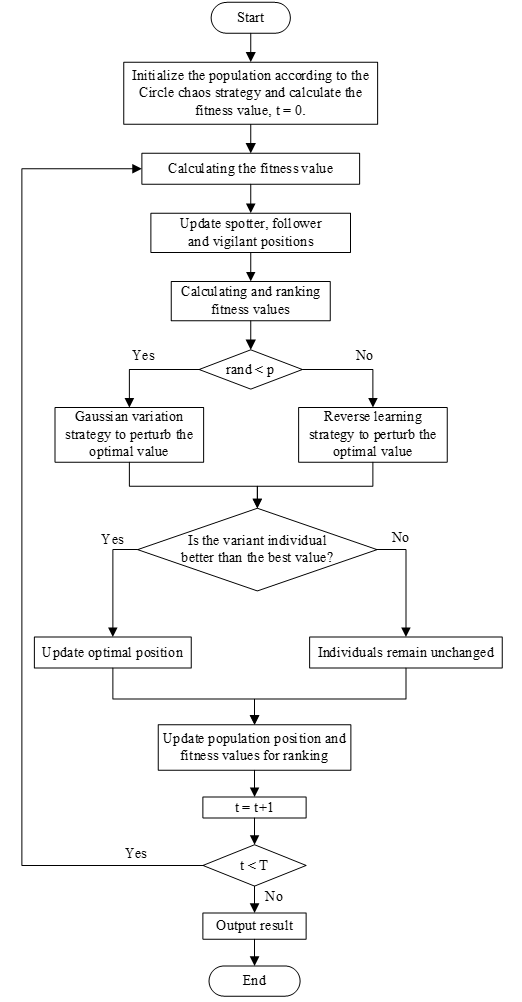 Start
Initialize the population according to the
Circle chaos strategy and calculate the
fitness value, t = 0.
Calculating the fitness value
Update spotter, follower
and vigilant positions
Calculating and ranking
fitness values
Yes
No
rand < p
Gaussian variation
strategy to perturb the
optimal value
Reverse learning
strategy to perturb the
optimal value
Yes
No
Is the variant individual
better than the best value?
Update optimal position
Individuals remain unchanged
Update population position and
fitness values for ranking
t = t+1
Yes
t < T
No
Output result
End